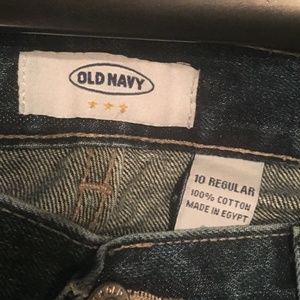 OLD NAVY
10 REGULAR
100% COTTON
MADE IN EGYPT